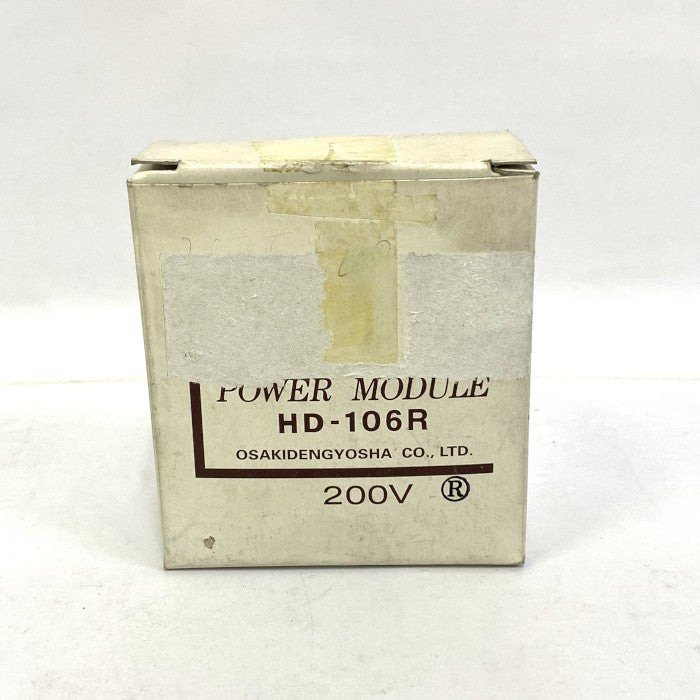 POWER MODULE
HD-106R
OSAKIDENGYOSHA CO., LTD.
200V ®